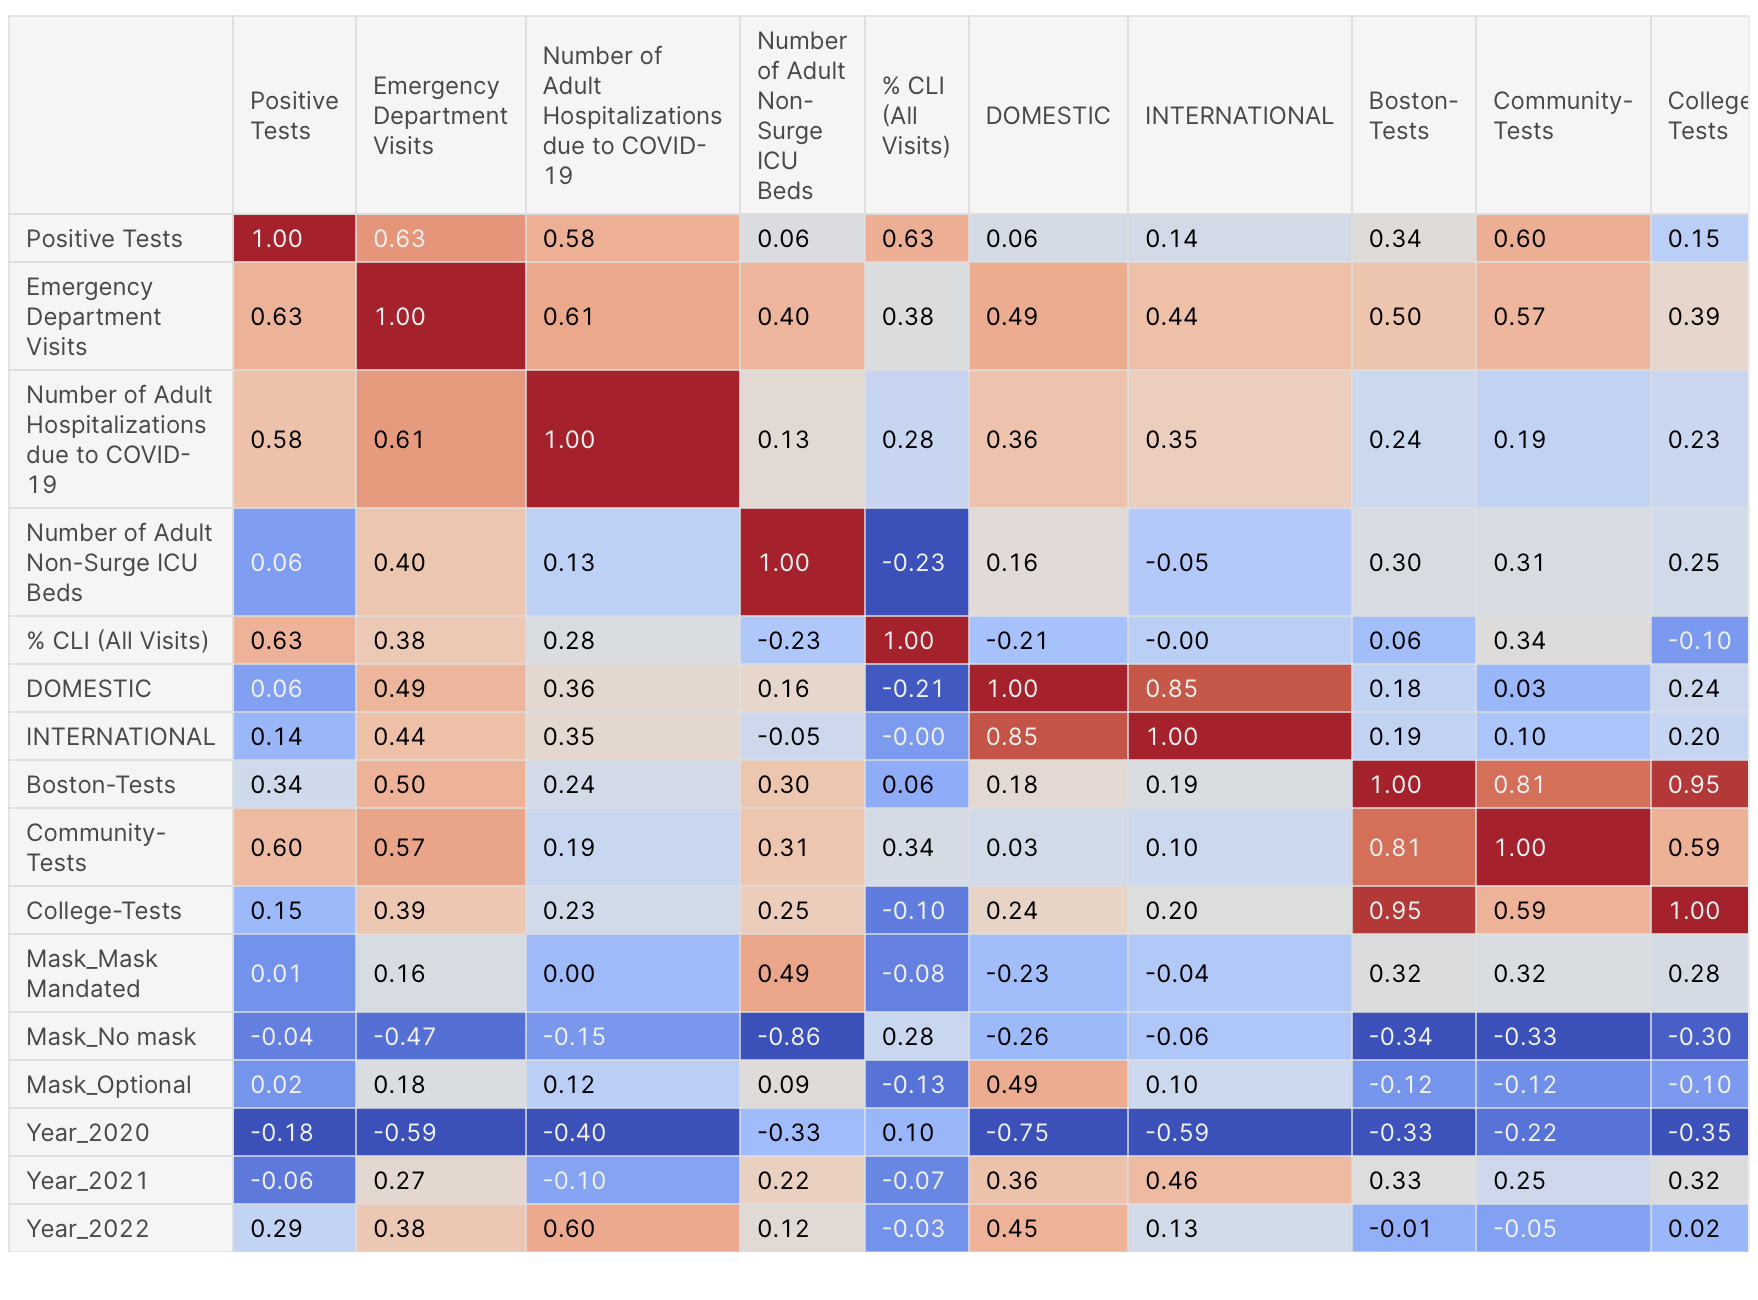 Positive Tests
Emergency Department Visits
Number of Adult Hospitalizations due to COVID-19
Number of Adult Non-Surge ICU Beds
% CLI (All Visits)
DOMESTIC
INTERNATIONAL
Boston-Tests
Community-Tests
College Tests
Positive Tests 1.00 0.63 0.58 0.06 0.63 0.06 0.14 0.34 0.60 0.15
Emergency Department Visits 0.63 1.00 0.61 0.40 0.38 0.49 0.44 0.50 0.57 0.39
Number of Adult Hospitalizations due to COVID-19 0.58 0.61 1.00 0.13 0.28 0.36 0.35 0.24 0.19 0.23
Number of Adult Non-Surge ICU Beds 0.06 0.40 0.13 1.00 -0.23 0.16 -0.05 0.30 0.31 0.25
% CLI (All Visits) 0.63 0.38 0.28 -0.23 1.00 -0.21 -0.00 0.06 0.34 -0.10
DOMESTIC 0.06 0.49 0.36 0.16 -0.21 1.00 0.85 0.18 0.03 0.24
INTERNATIONAL 0.14 0.44 0.35 -0.05 -0.00 0.85 1.00 0.19 0.10 0.20
Boston-Tests 0.34 0.50 0.24 0.30 0.06 0.18 0.19 1.00 0.81 0.95
Community-Tests 0.60 0.57 0.19 0.31 0.34 0.03 0.10 0.81 1.00 0.59
College-Tests 0.15 0.39 0.23 0.25 -0.10 0.24 0.20 0.95 0.59 1.00
Mask_Mask Mandated 0.01 0.16 0.00 0.49 -0.08 -0.23 -0.04 0.32 0.32 0.28
Mask_No mask -0.04 -0.47 -0.15 -0.86 0.28 -0.26 -0.06 -0.34 -0.33 -0.30
Mask_Optional 0.02 0.18 0.12 0.09 -0.13 0.49 0.10 -0.12 -0.12 -0.10
Year_2020 -0.18 -0.59 -0.40 -0.33 0.10 -0.75 -0.59 -0.33 -0.22 -0.35
Year_2021 -0.06 0.27 -0.10 0.22 -0.07 0.36 0.46 0.33 0.25 0.32
Year_2022 0.29 0.38 0.60 0.12 -0.03 0.45 0.13 -0.01 -0.05 0.02